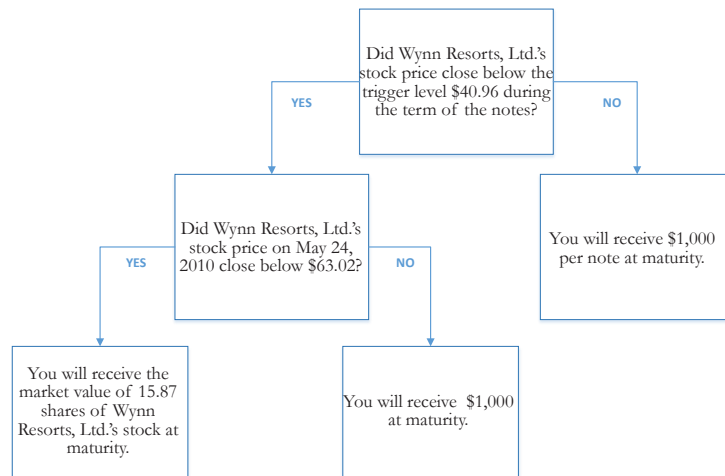 Did Wynn Resorts, Ltd.'s
stock price close below the
trigger level $40.96 during
the term of the notes?
YES
NO
Did Wynn Resorts, Ltd.'s
stock price on May 24,
2010 close below $63.02?
You will receive $1,000
per note at maturity.
YES
NO
You will receive the
market value of 15.87
shares of Wynn
Resorts, Ltd.'s stock at
maturity.
You will receive $1,000
at maturity.